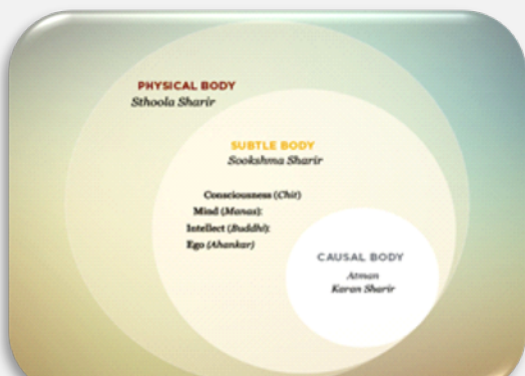 PHYSICAL BODY
Sthoola Sharir
SUBTLE BODY
Sookshma Sharir
Consciousness (Chit)
Mind (Manas):
Intellect (Buddhi):
Ego (Ahankar)
CAUSAL BODY
Atman
Karan Sharir